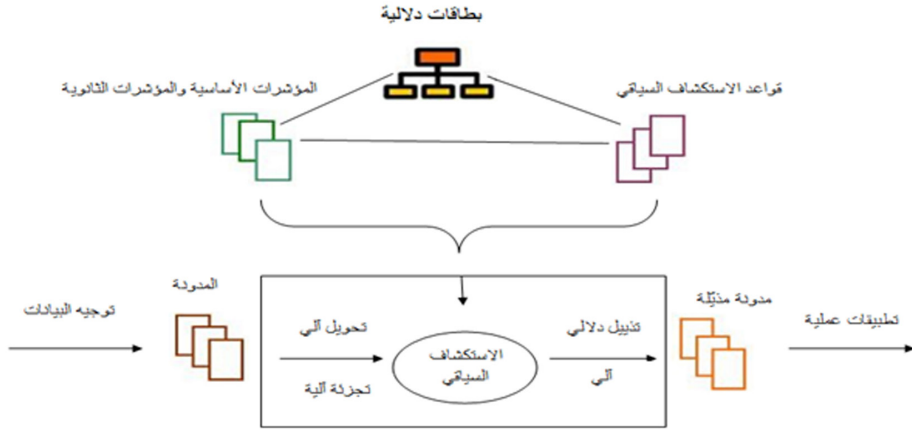 بطاقات دلالية
قواعد الاستكشاف السياقي
المؤشرات الأساسية والمؤشرات الثانوية
توجيه البيانات
المدونة
تحويل آلي
تجزئة آلية
الاستكشاف
السياقي
تذييل دلالي
آلي
مدونة مذيّلة
تطبيقات عملية